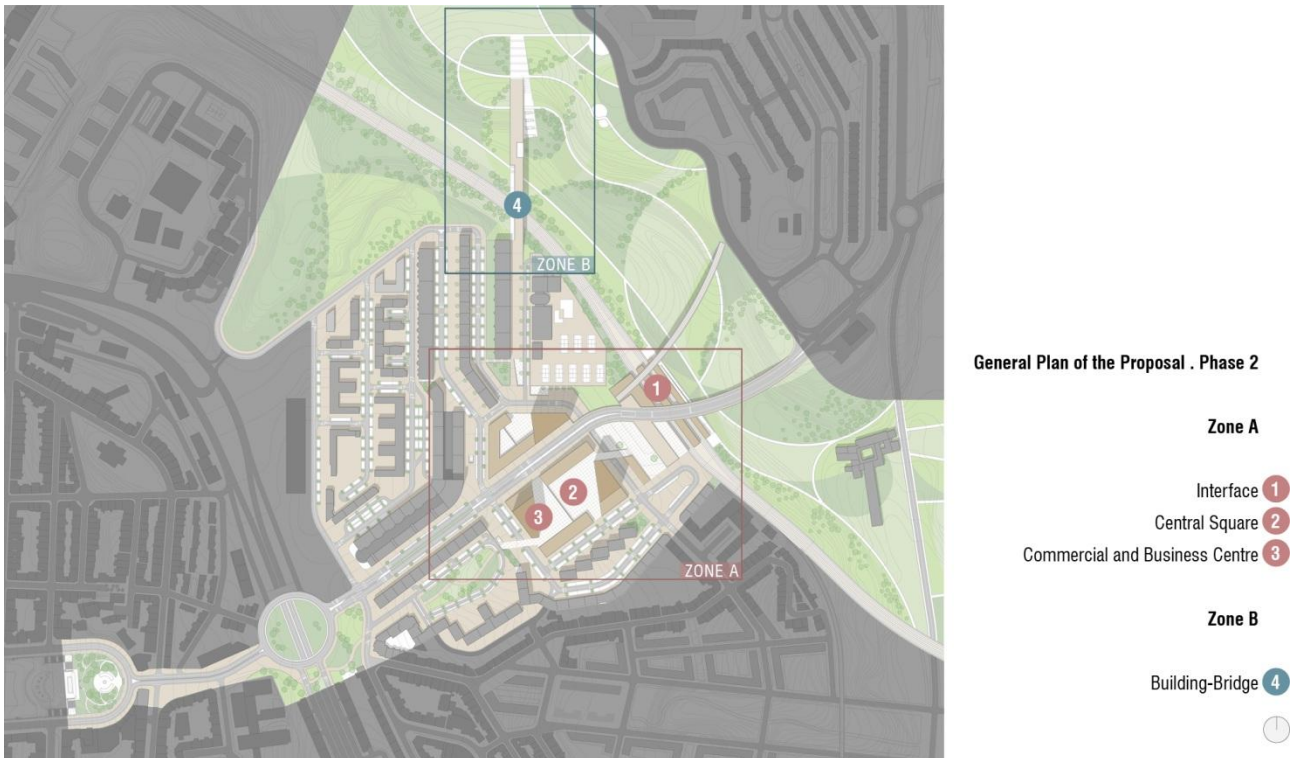 4
ZONE B
1
2
3
ZONE A
General Plan of the Proposal . Phase 2
Zone A
Interface 1
Central Square 2
Commercial and Business Centre 3
Zone B
Building-Bridge 4